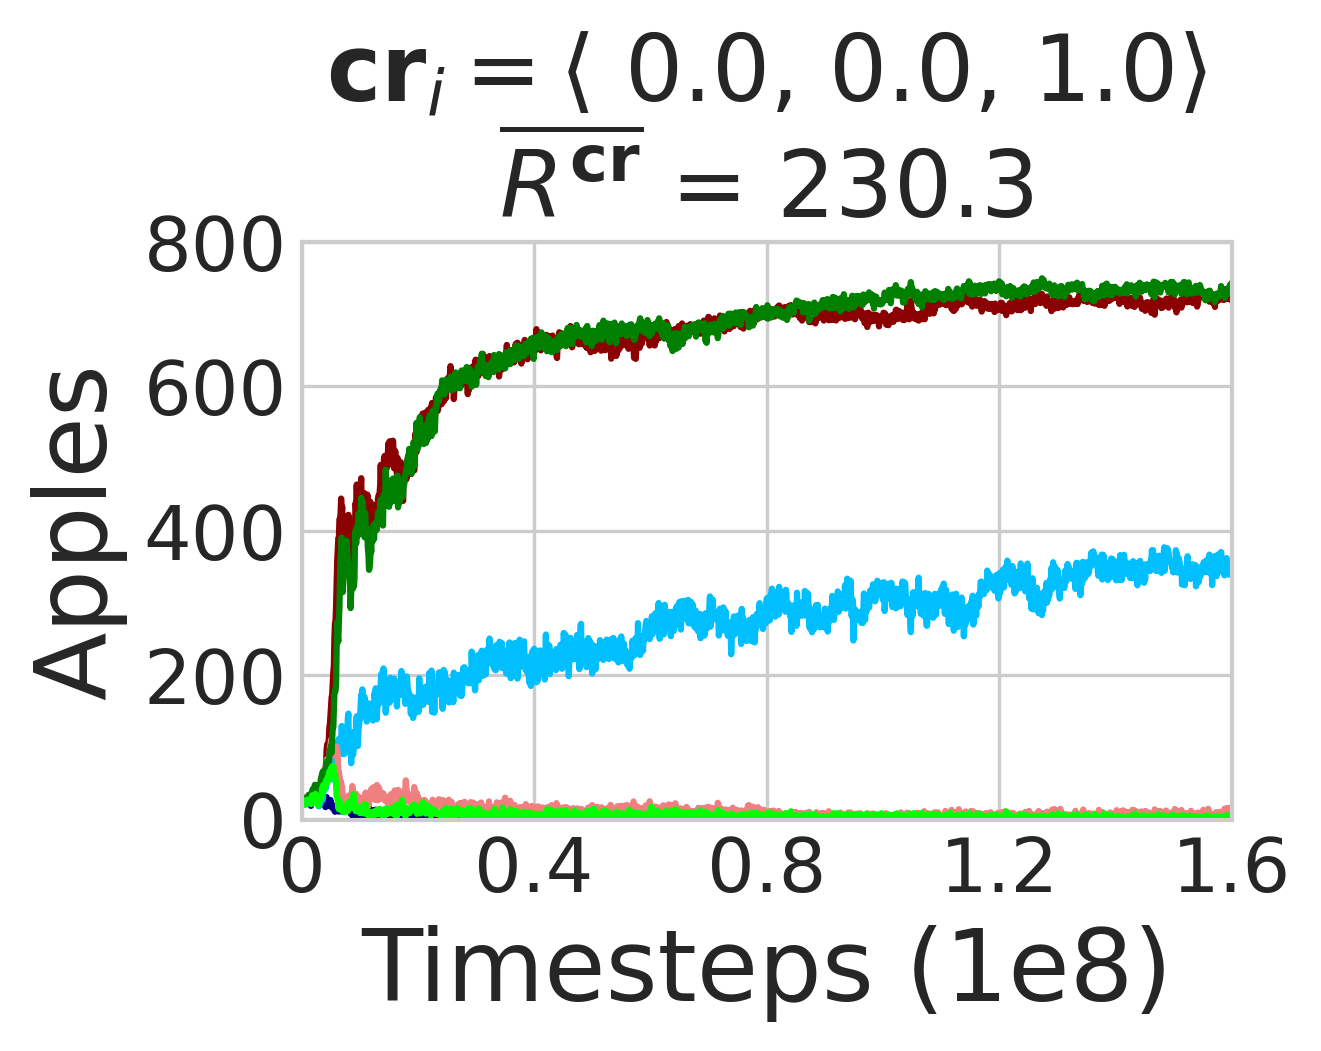 cr_i = ⟨ 0.0, 0.0, 1.0⟩
\overline{R^{cr}} = 230.3
800
600
400
200
0
Apples
0 0.4 0.8 1.2 1.6
Timesteps (1e8)